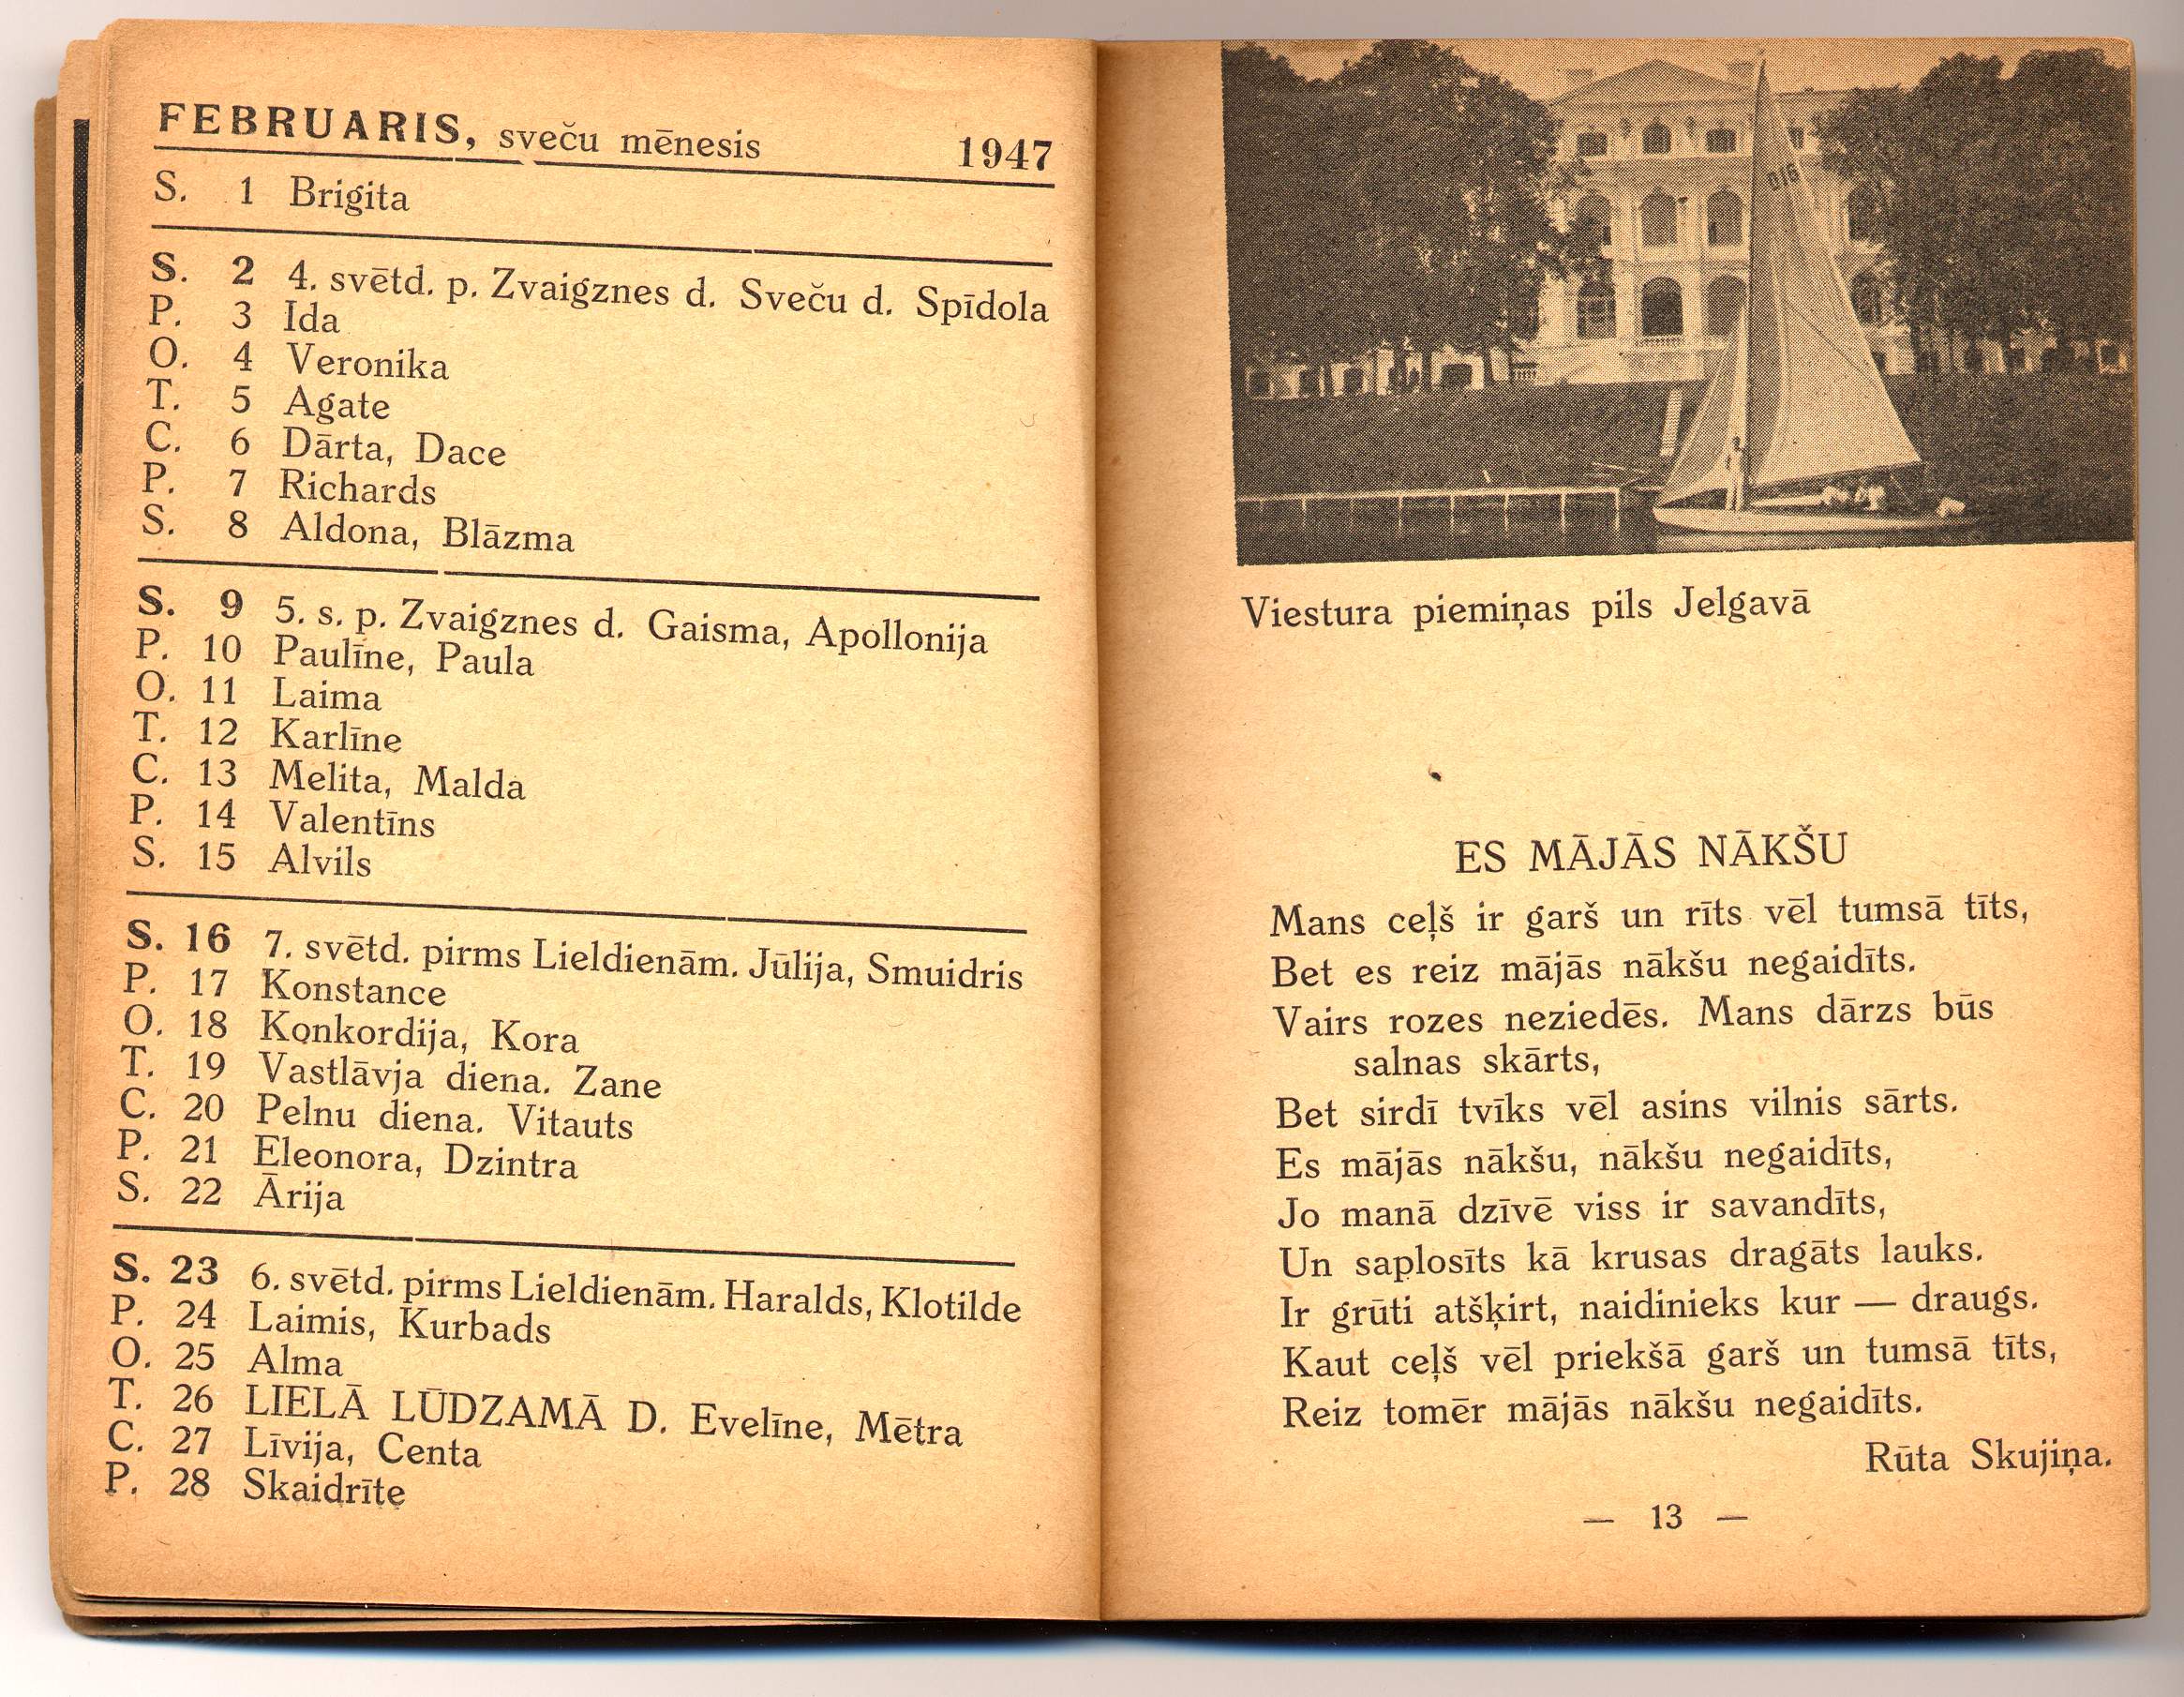 FEBRUARIS, sveču mēnesis 1947
S. 1 Brigita
S. 2 4. svētd. p. Zvaigznes d. Sveču d. Spīdola
P. 3 Ida
O. 4 Veronika
T. 5 Agate
C. 6 Dārta, Dace
P. 7 Richards
S. 8 Aldona, Blāzma
S. 9 5. s. p. Zvaigznes d. Gaisma, Apollonija
P. 10 Paulīne, Paula
O. 11 Laima
T. 12 Karlīne
C. 13 Melita, Malda
P. 14 Valentīns
S. 15 Alvils
S. 16 7. svētd. pirms Lieldienām. Jūlija, Smuidris
P. 17 Konstance
O. 18 Konkordija, Kora
T. 19 Vastlāvja diena. Zane
C. 20 Pelnu diena. Vitauts
P. 21 Eleonora, Dzintra
S. 22 Ārija
S. 23 6. svētd. pirms Lieldienām. Haralds, Klotilde
P. 24 Laimis, Kurbads
O. 25 Alma
T. 26 LIELĀ LŪDZAMĀ D. Evelīne, Mētra
C. 27 Līvija, Centa
P. 28 Skaidrīte
016
Viestura piemiņas pils Jelgavā
ES MĀJĀS NĀKŠU
Mans ceļš ir garš un rīts vēl tumsā tīts,
Bet es reiz mājās nākšu negaidīts.
Vairs rozes neziedēs. Mans dārzs būs
salnas skārts,
Bet sirdī tvīks vēl asins vilnis sārts.
Es mājās nākšu, nākšu negaidīts,
Jo manā dzīvē viss ir savandīts,
Un saplosīts kā krusas dragāts lauks.
Ir grūti atšķirt, naidinieks kur — draugs.
Kaut ceļš vēl priekšā garš un tumsā tīts,
Reiz tomēr mājās nākšu negaidīts.
Rūta Skujiņa.
— 13 —